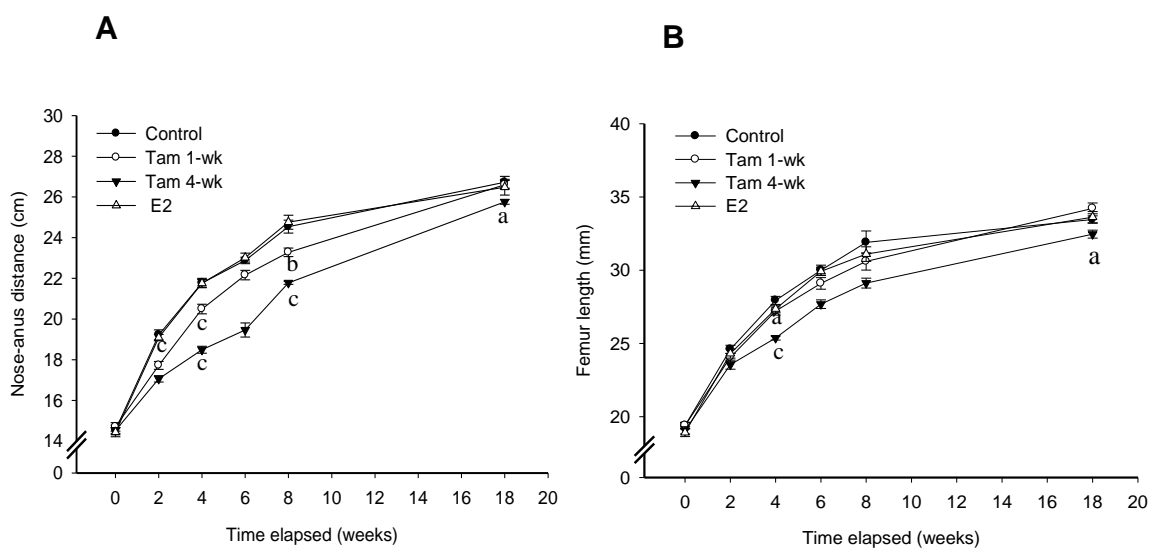 A
Nose-anus distance (cm)
30
28
26
24
22
20
18
16
14
0
Control
Tam 1-wk
Tam 4-wk
E2
c
c
c
b
c
a
0 2 4 6 8 10 12 14 16 18 20
Time elapsed (weeks)
B
Femur length (mm)
40
35
30
25
20
0
Control
Tam 1-wk
Tam 4-wk
E2
a
c
a
0 2 4 6 8 10 12 14 16 18 20
Time elapsed (weeks)